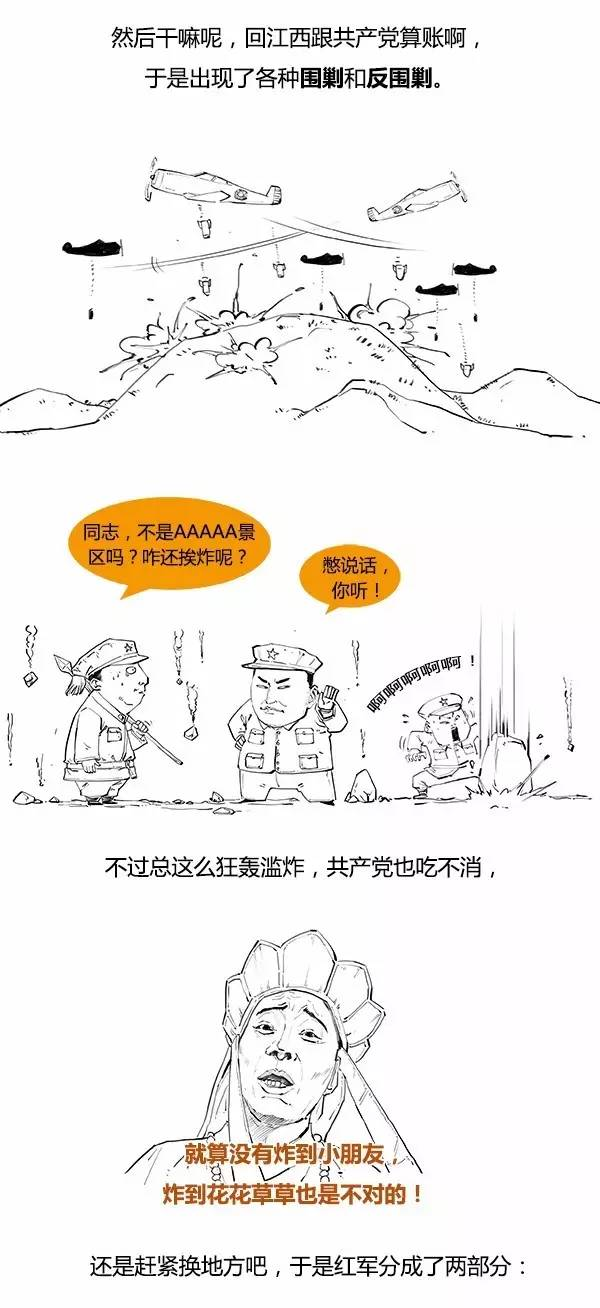 然后干嘛呢，回江西跟共产党算账啊，
于是出现了各种围剿和反围剿。
同志，不是AAAAA景
区吗？咋还挨炸呢？
憋说话，
你听！
啊啊啊啊啊啊！
不过总这么狂轰滥炸，共产党也吃不消，
就算没有炸到小朋友，
炸到花花草草也是不对的！
还是赶紧换地方吧，于是红军分成了两部分：